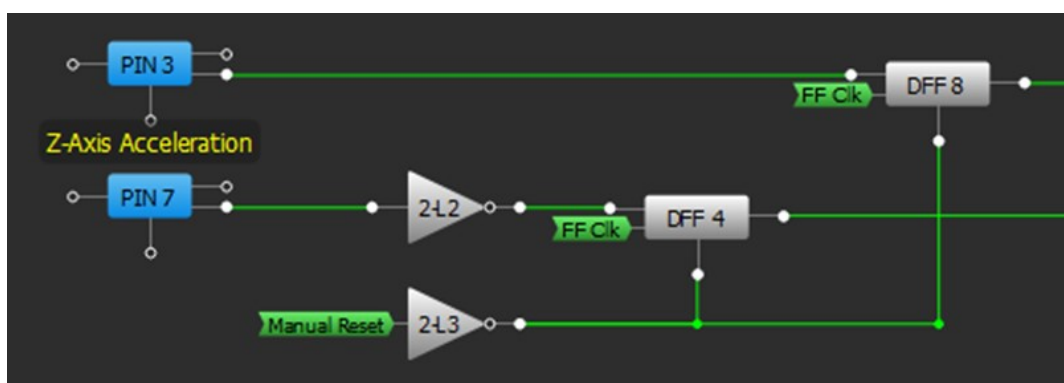 PIN 3
DFF 8
FF Clk
Z-Axis Acceleration
PIN 7
2-L2
DFF 4
FF Clk
Manual Reset
2-L3